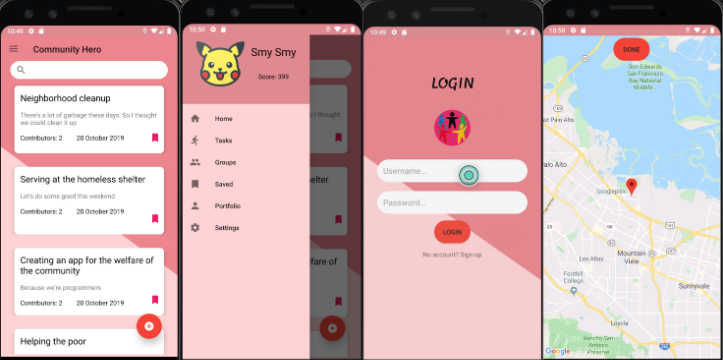 10:49
Community Hero
Neighborhood cleanup
There's a lot of garbage these days. So I thought
we could clean it up
Contributors: 2 28 October 2019
Serving at the homeless shelter
Let's do some good this weekend
Contributors: 2 28 October 2019
Creating an app for the welfare of
the community
Because we're programmers
Contributors: 2 28 October 2019
Helping the poor
10:50
Smy Smy
Score: 399
Home
Tasks
Groups
Saved
Portfolio
Settings
I thought
elter
fare of
10:49
LOGIN
Username...
Password...
LOGIN
No account? Sign up
10:50
DONE
Don Edwards
San Francisco
Bay National
Wildlife..
ast Palo Alto
Palo Alto
Googleplex
Mountain
View
Los Altos
Sunnyvale
Foothill
College
Loyola
Rancho San
Antonio
Preserve
Google